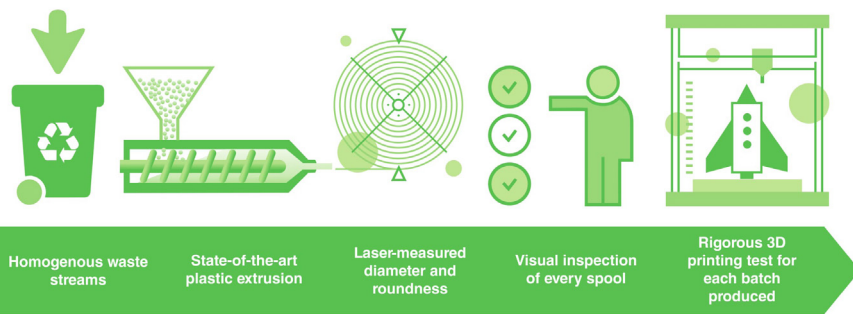 Homogenous waste
streams
State-of-the-art
plastic extrusion
Laser-measured
diameter and
roundness
Visual inspection
of every spool
Rigorous 3D
printing test for
each batch
produced